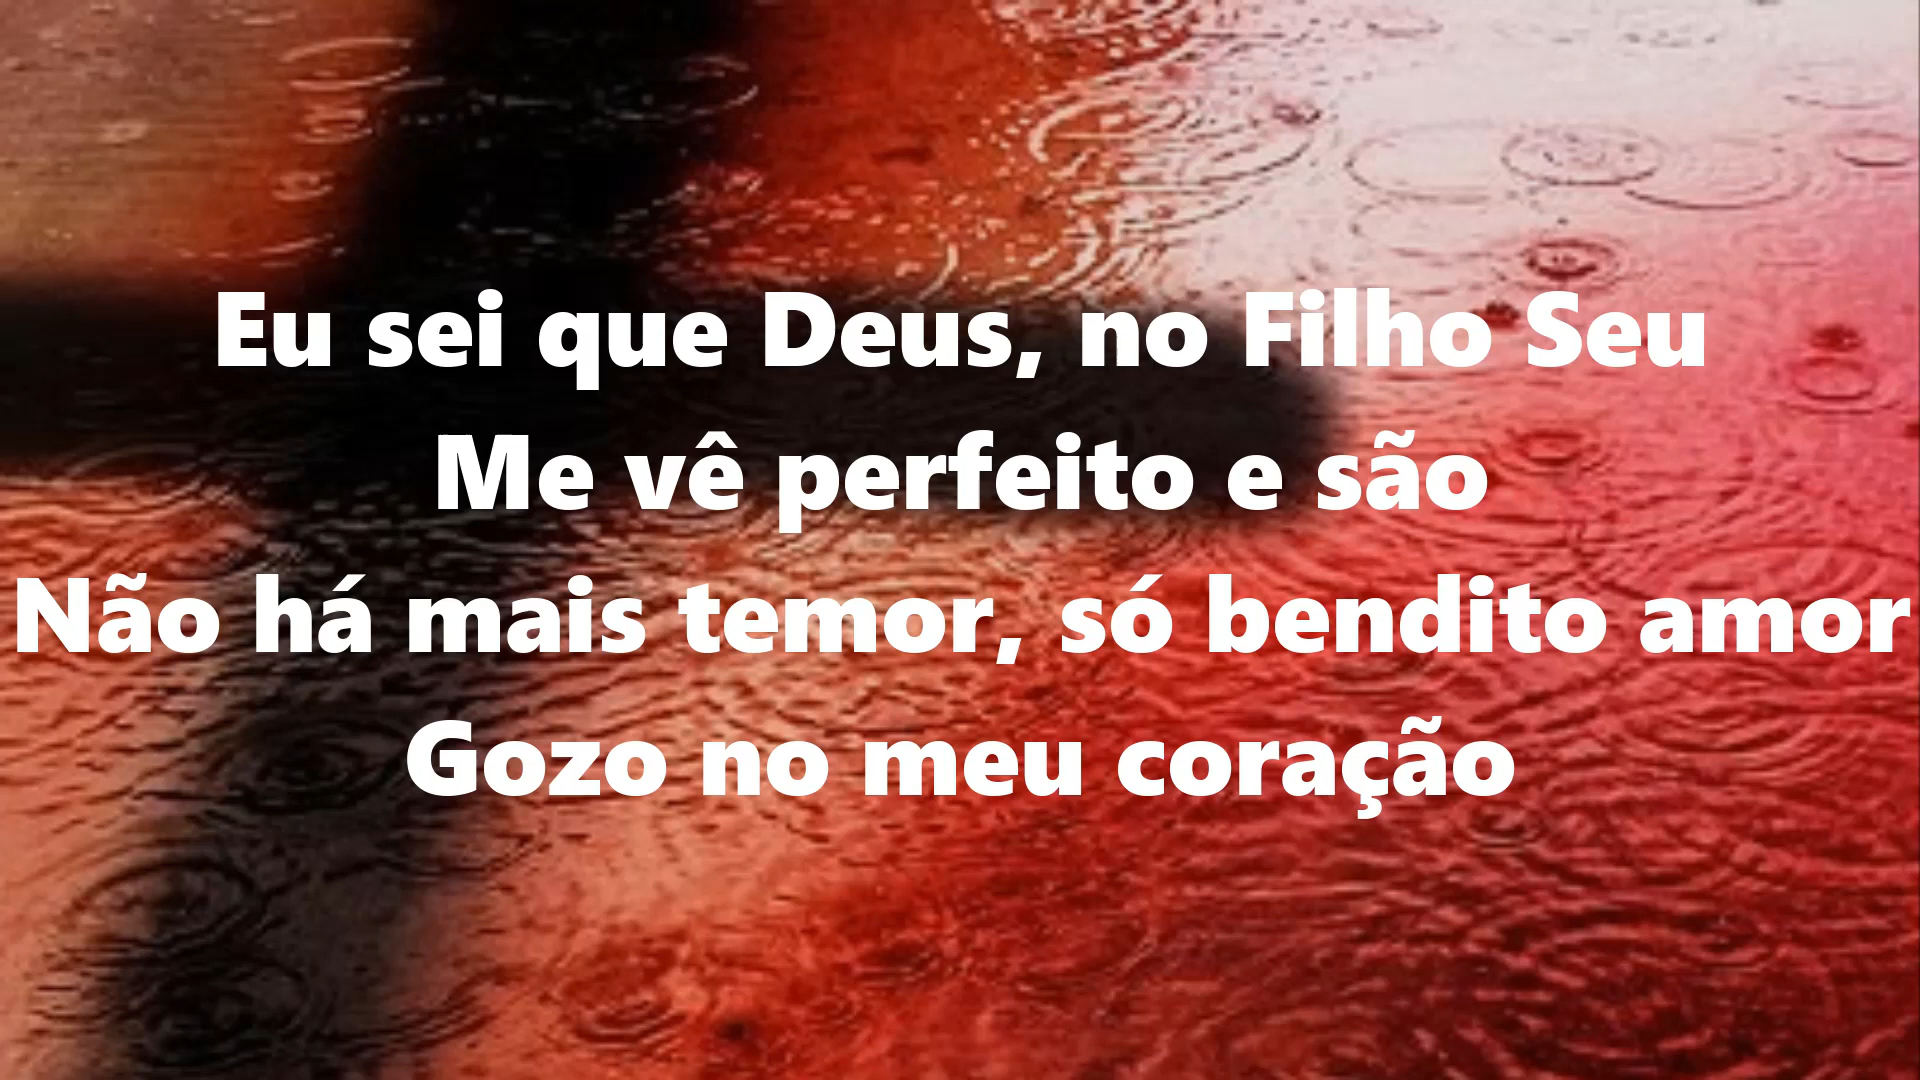 Eu sei que Deus, no Filho Seu
Me vê perfeito e são
Não há mais temor, só bendito amor
Gozo no meu coração